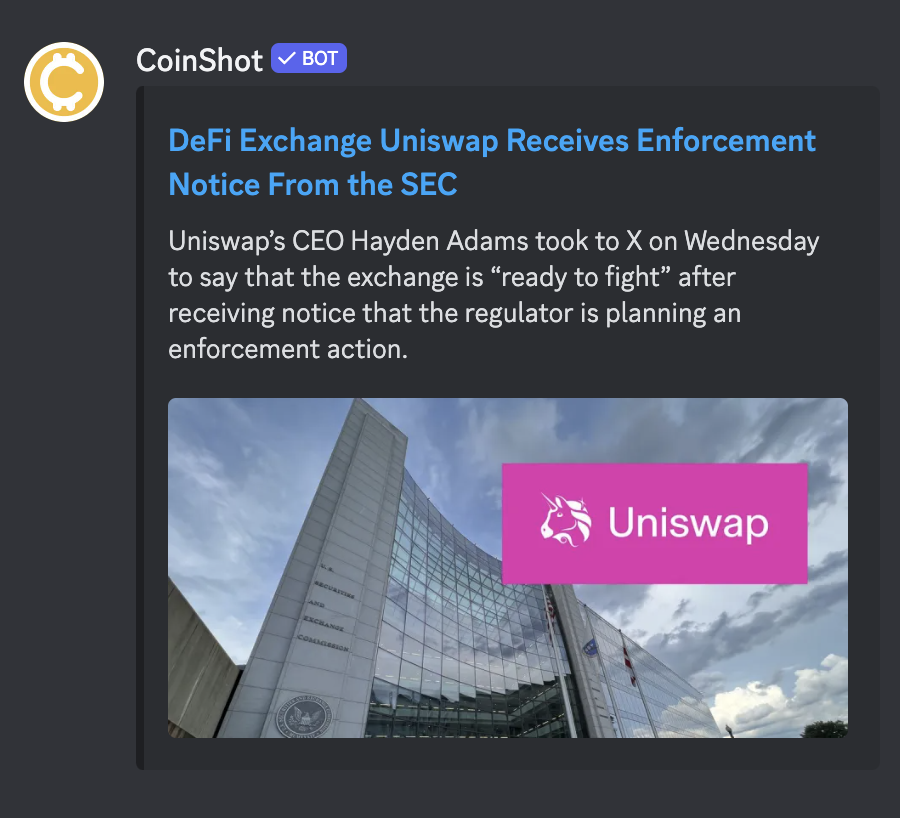 CoinShot BOT
DeFi Exchange Uniswap Receives Enforcement
Notice From the SEC
Uniswap’s CEO Hayden Adams took to X on Wednesday
to say that the exchange is “ready to fight” after
receiving notice that the regulator is planning an
enforcement action.
Uniswap
U.S.
SECURITIES
AND
EXCHANGE
COMMISSION